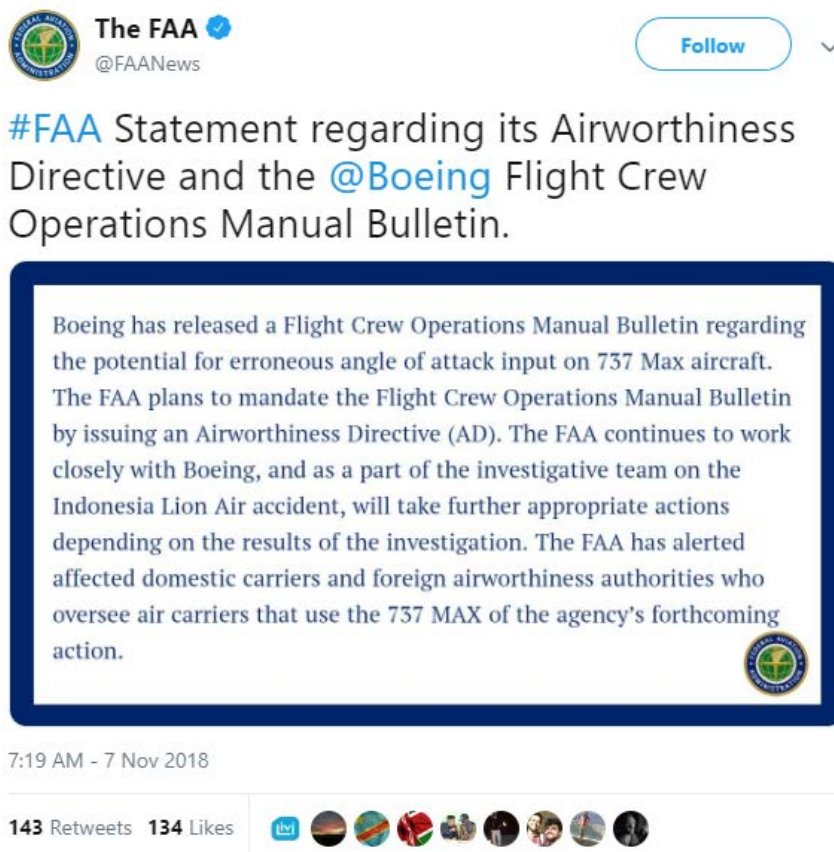 The FAA
@FAANews
Follow
#FAA Statement regarding its Airworthiness
Directive and the @Boeing Flight Crew
Operations Manual Bulletin.
Boeing has released a Flight Crew Operations Manual Bulletin regarding
the potential for erroneous angle of attack input on 737 Max aircraft.
The FAA plans to mandate the Flight Crew Operations Manual Bulletin
by issuing an Airworthiness Directive (AD). The FAA continues to work
closely with Boeing, and as a part of the investigative team on the
Indonesia Lion Air accident, will take further appropriate actions
depending on the results of the investigation. The FAA has alerted
affected domestic carriers and foreign airworthiness authorities who
oversee air carriers that use the 737 MAX of the agency’s forthcoming
action.
FEDERAL AVIATION ADMINISTRATION
7:19 AM - 7 Nov 2018
143 Retweets 134 Likes